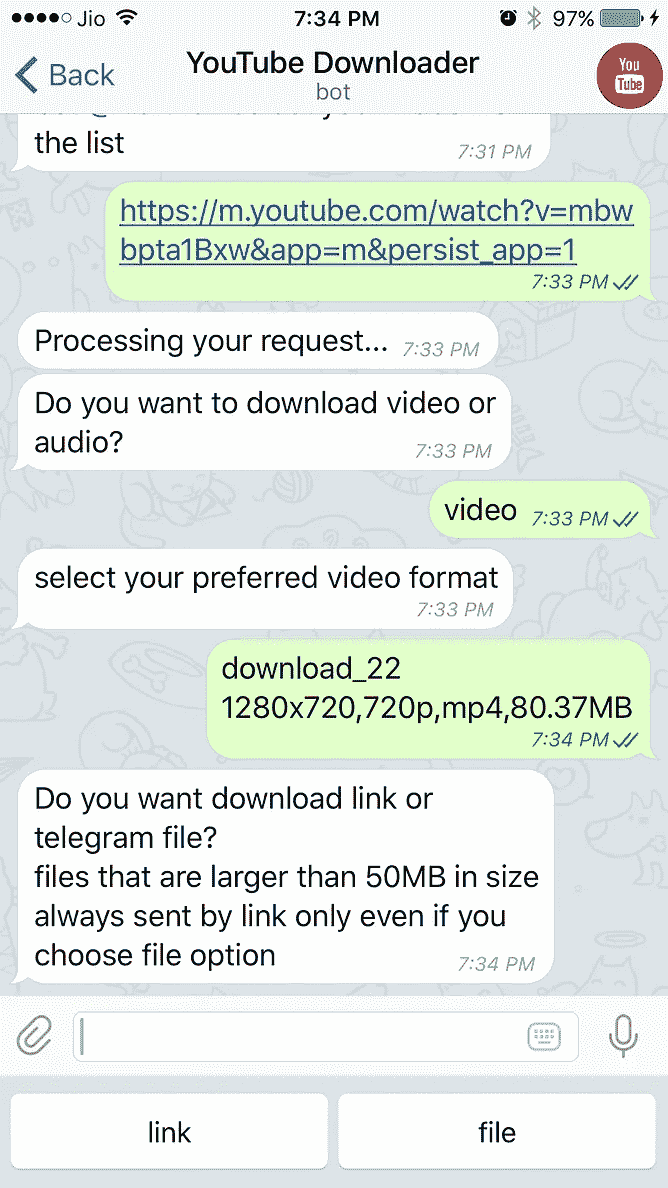 Jio 7:34 PM 97%
Back YouTube Downloader
bot
You
Tube
the list
7:31 PM
https://m.youtube.com/watch?v=mbw
bpta1Bxw&app=m&persist_app=1
7:33 PM
Processing your request... 7:33 PM
Do you want to download video or
audio? 7:33 PM
video 7:33 PM
select your preferred video format
7:33 PM
download_22
1280x720,720p,mp4,80.37MB
7:34 PM
Do you want download link or
telegram file?
files that are larger than 50MB in size
always sent by link only even if you
choose file option 7:34 PM
link file